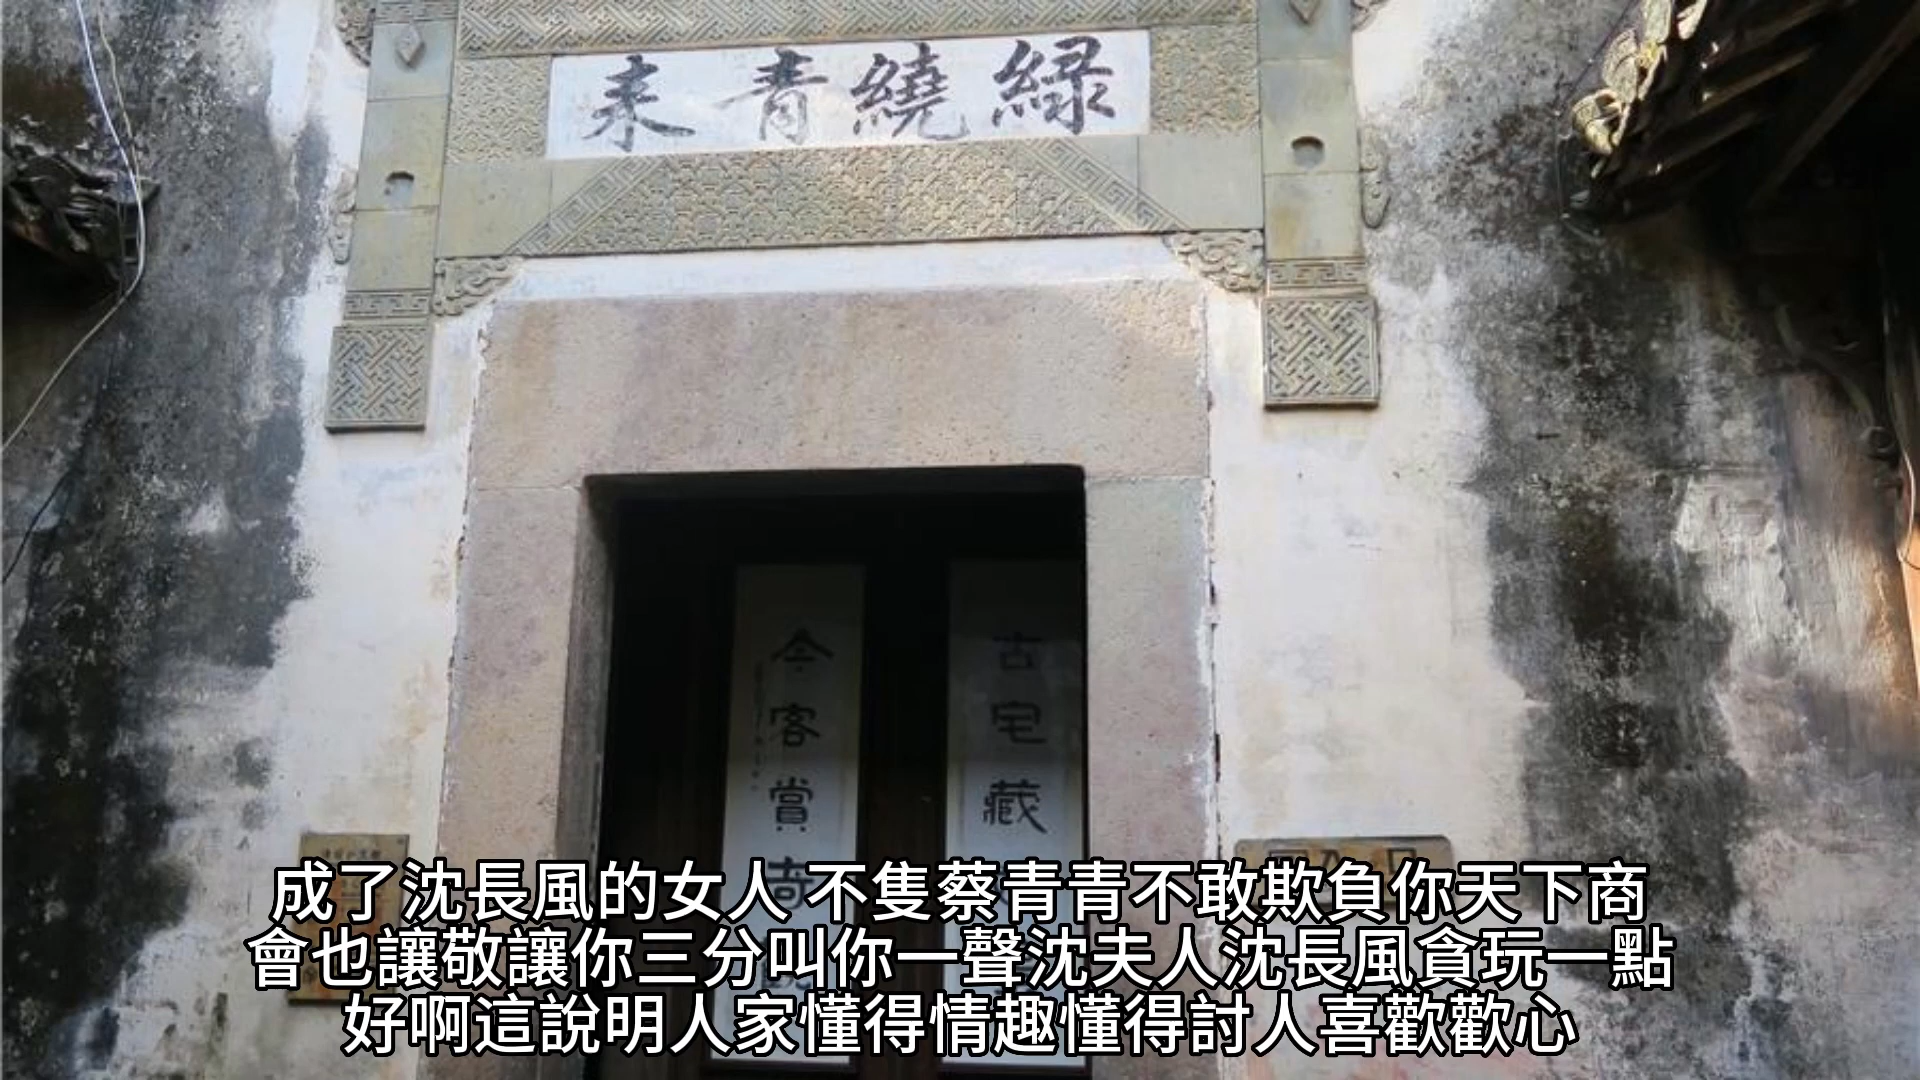 綠繞青来
古宅藏
今客賞奇
成了沈長風的女人 不隻蔡青青不敢欺負你天下商
會也讓敬讓你三分叫你一聲沈夫人沈長風貪玩一點
好啊這說明人家懂得情趣懂得討人喜歡歡心